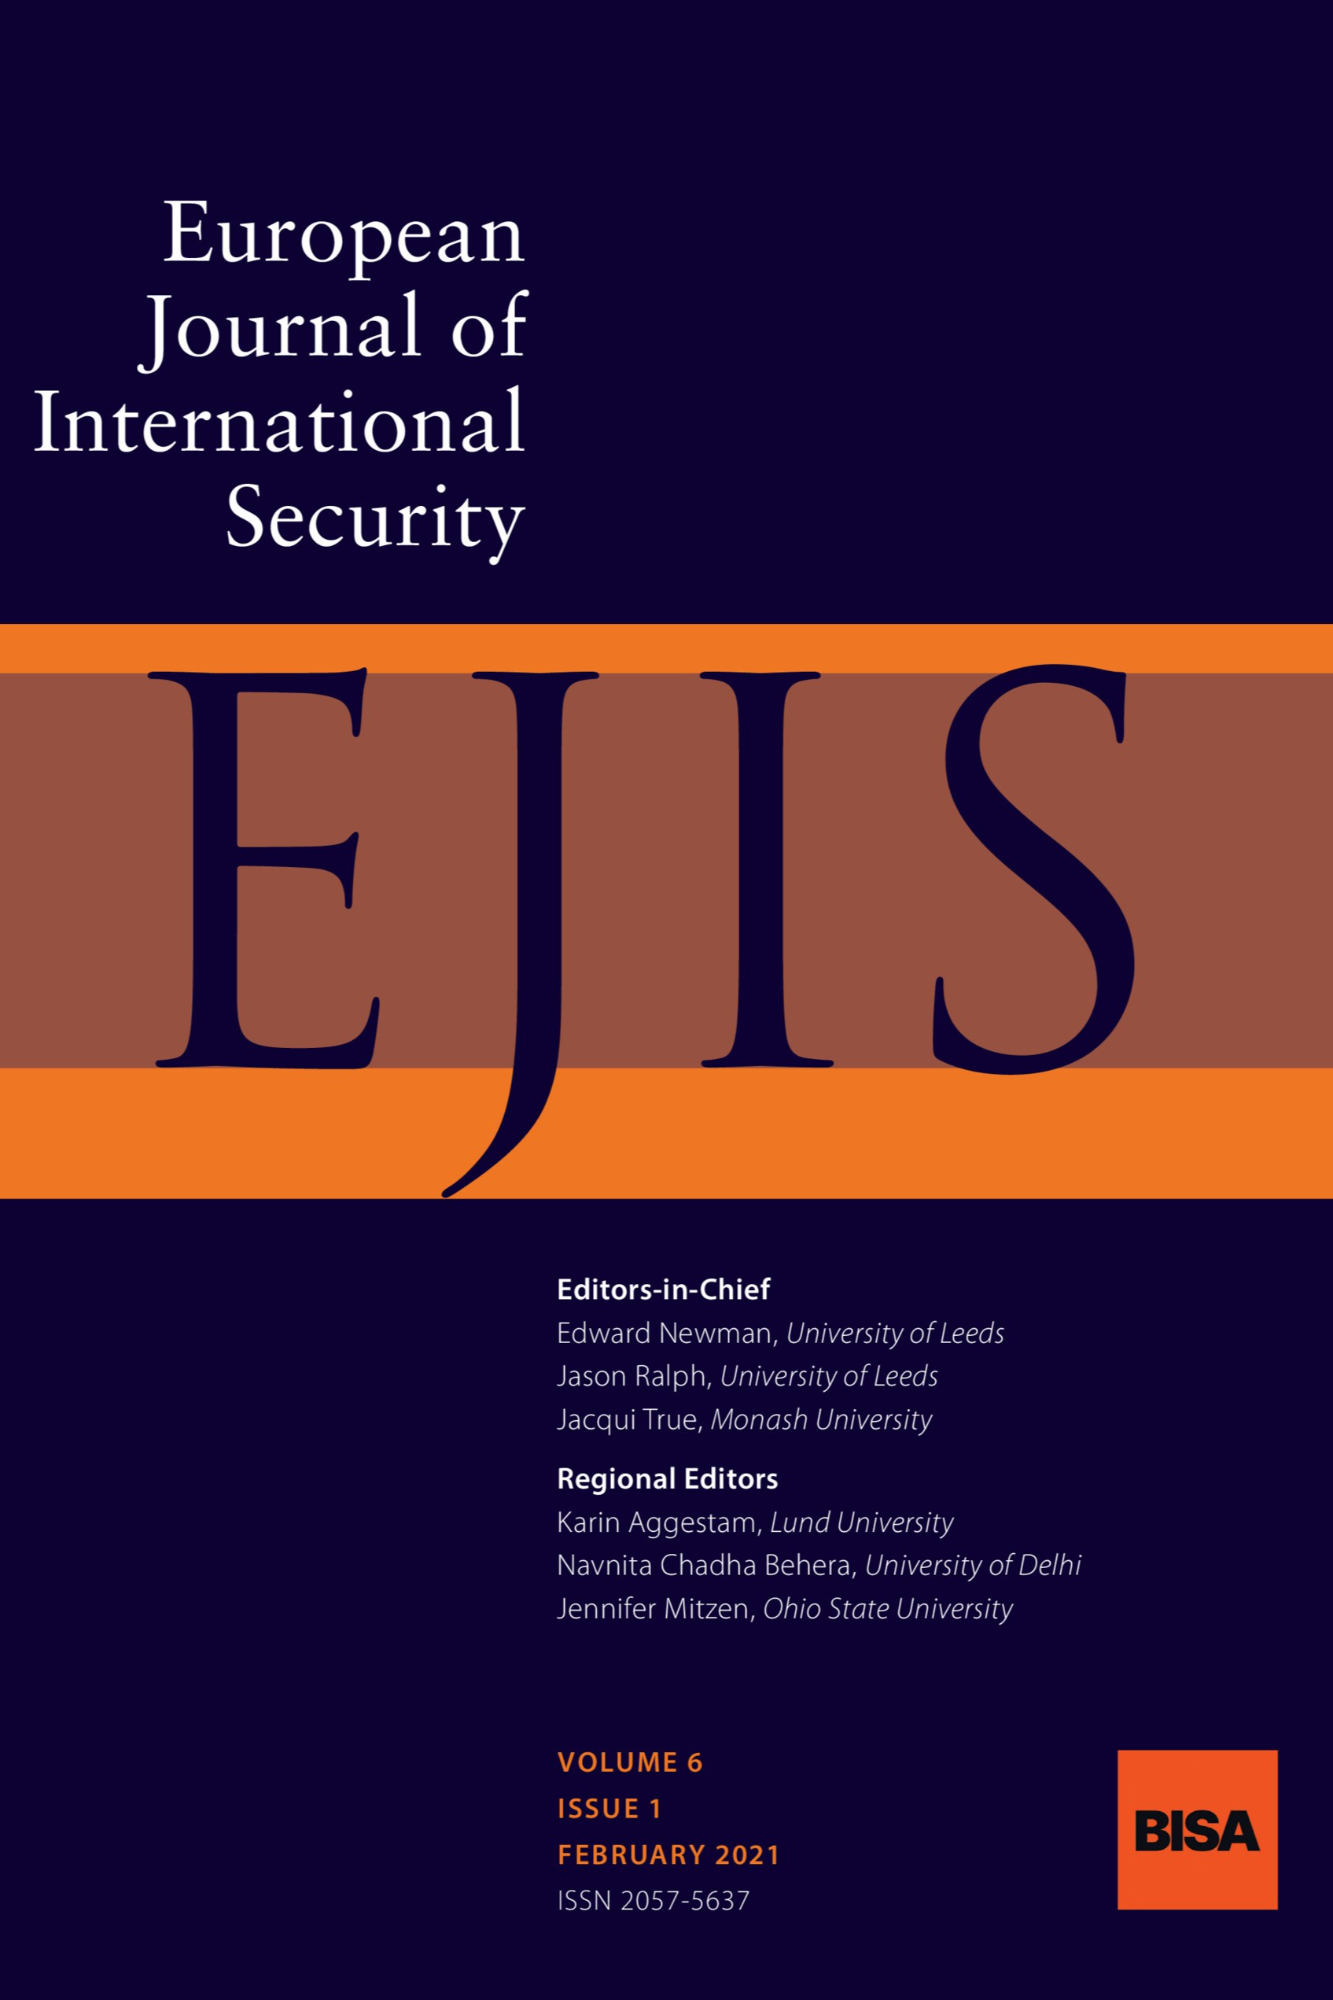 European
Journal of
International
Security
EJIS
Editors-in-Chief
Edward Newman, University of Leeds
Jason Ralph, University of Leeds
Jacqui True, Monash University
Regional Editors
Karin Aggestam, Lund University
Navnita Chadha Behera, University of Delhi
Jennifer Mitzen, Ohio State University
VOLUME 6
ISSUE 1
FEBRUARY 2021
ISSN 2057-5637
BISA